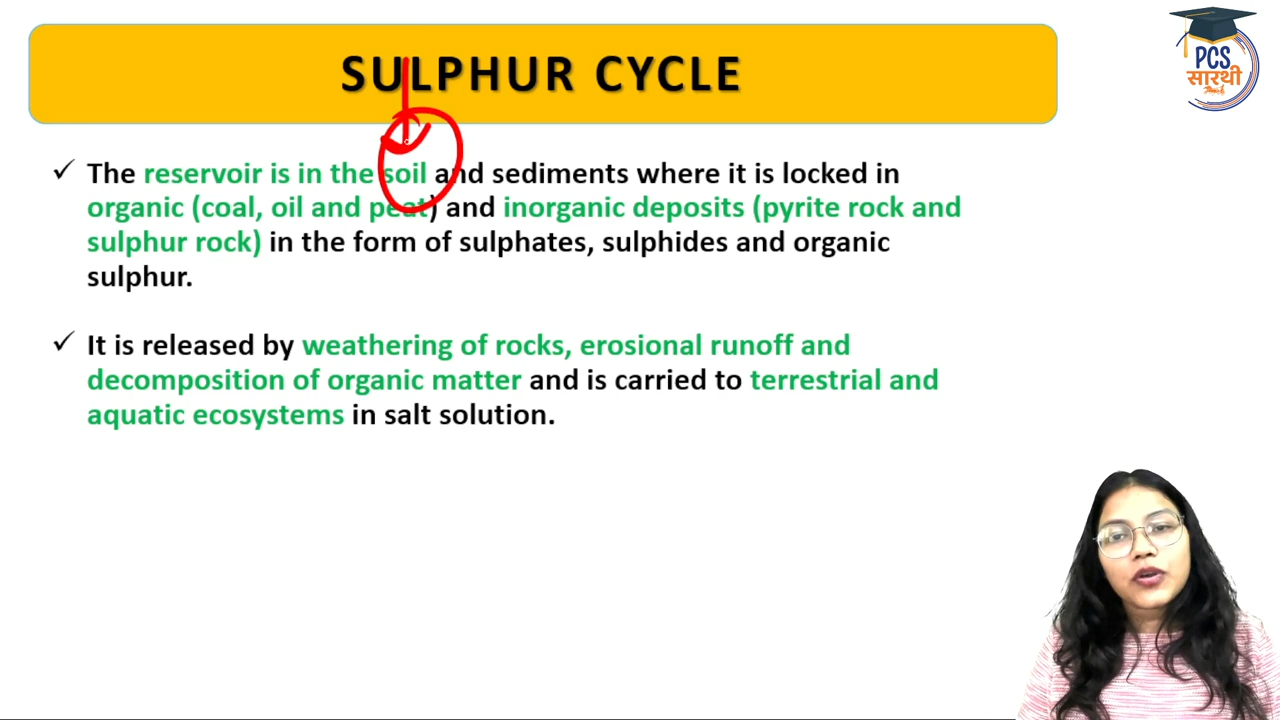 SULPHUR CYCLE
PCS
सारथी
✓ The reservoir is in the soil and sediments where it is locked in
organic (coal, oil and peat) and inorganic deposits (pyrite rock and
sulphur rock) in the form of sulphates, sulphides and organic
sulphur.
✓ It is released by weathering of rocks, erosional runoff and
decomposition of organic matter and is carried to terrestrial and
aquatic ecosystems in salt solution.